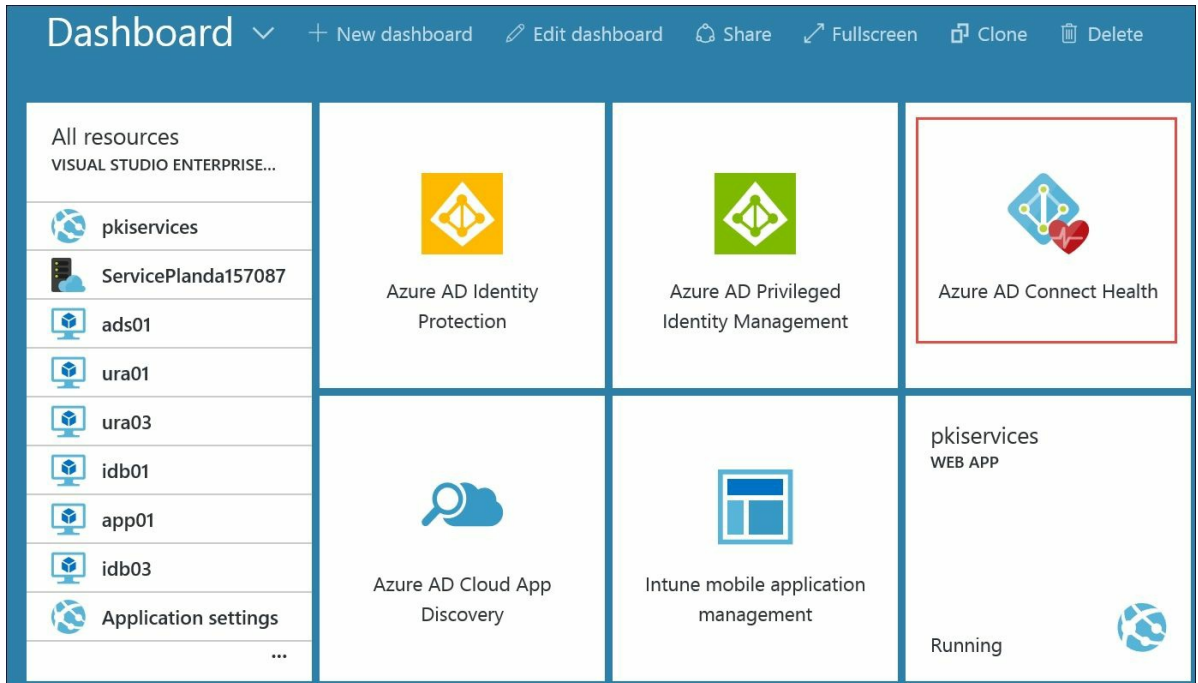 Dashboard
New dashboard
Edit dashboard
Share
Fullscreen
Clone
Delete
All resources
VISUAL STUDIO ENTERPRISE...
pkiservices
ServicePlanda157087
ads01
ura01
ura03
idb01
app01
idb03
Application settings
...
Azure AD Identity
Protection
Azure AD Privileged
Identity Management
Azure AD Connect Health
Azure AD Cloud App
Discovery
Intune mobile application
management
pkiservices
WEB APP
Running